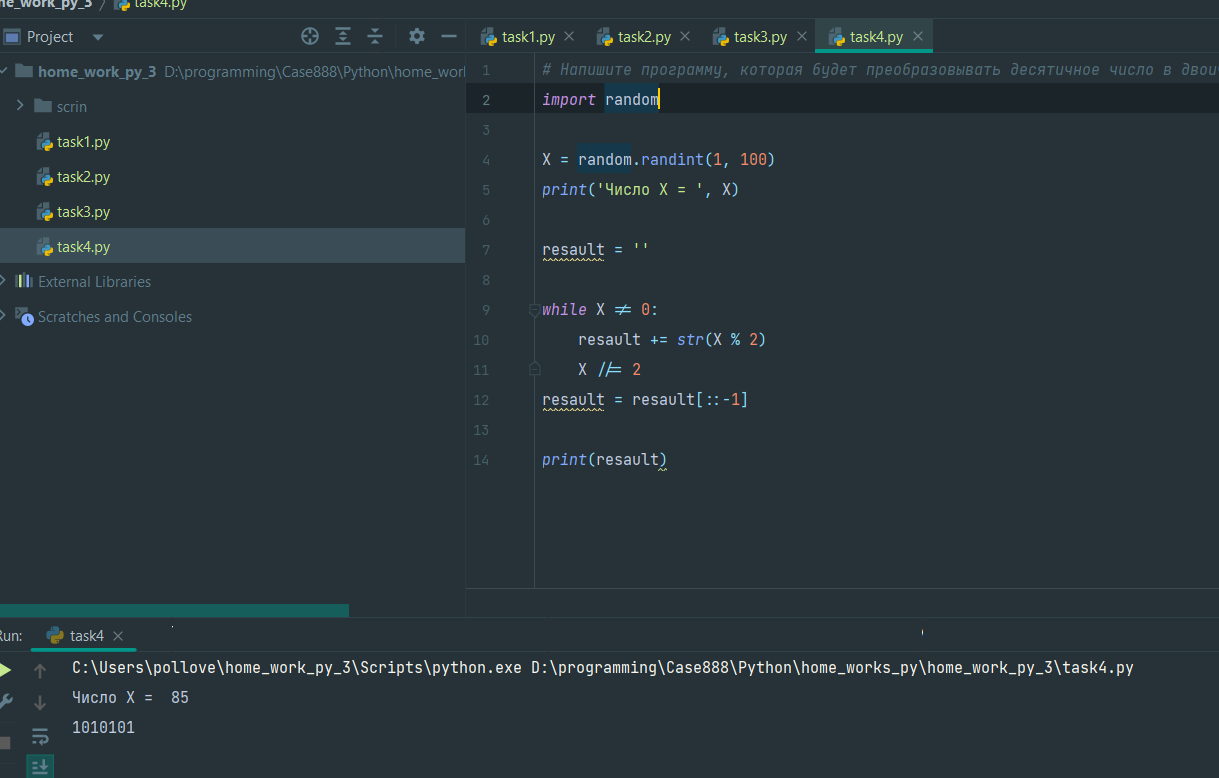 home_work_py_3 task4.py
Project
task1.py task2.py task3.py task4.py
home_work_py_3 D:\programming\Case888\Python\home_worl
scrin
task1.py
task2.py
task3.py
task4.py
External Libraries
Scratches and Consoles
1 # Напишите программу, которая будет преобразовывать десятичное число в двои
2 import random
3
4 X = random.randint(1, 100)
5 print('Число X = ', X)
6
7 resault = ''
8
9 while X != 0:
10 resault += str(X % 2)
11 X //= 2
12 resault = resault[::-1]
13
14 print(resault)
Run: task4
C:\Users\pollove\home_work_py_3\Scripts\python.exe D:\programming\Case888\Python\home_works_py\home_work_py_3\task4.py
Число X =  85
1010101